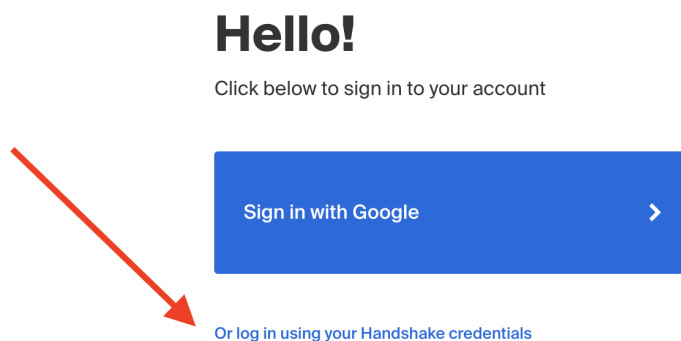 Hello!
Click below to sign in to your account
Sign in with Google
Or log in using your Handshake credentials